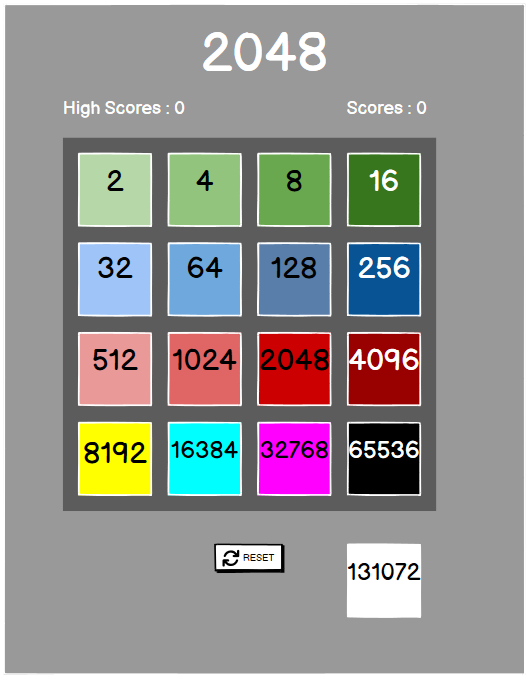 2048
High Scores : 0 Scores : 0
2 4 8 16
32 64 128 256
512 1024 2048 4096
8192 16384 32768 65536
RESET 131072